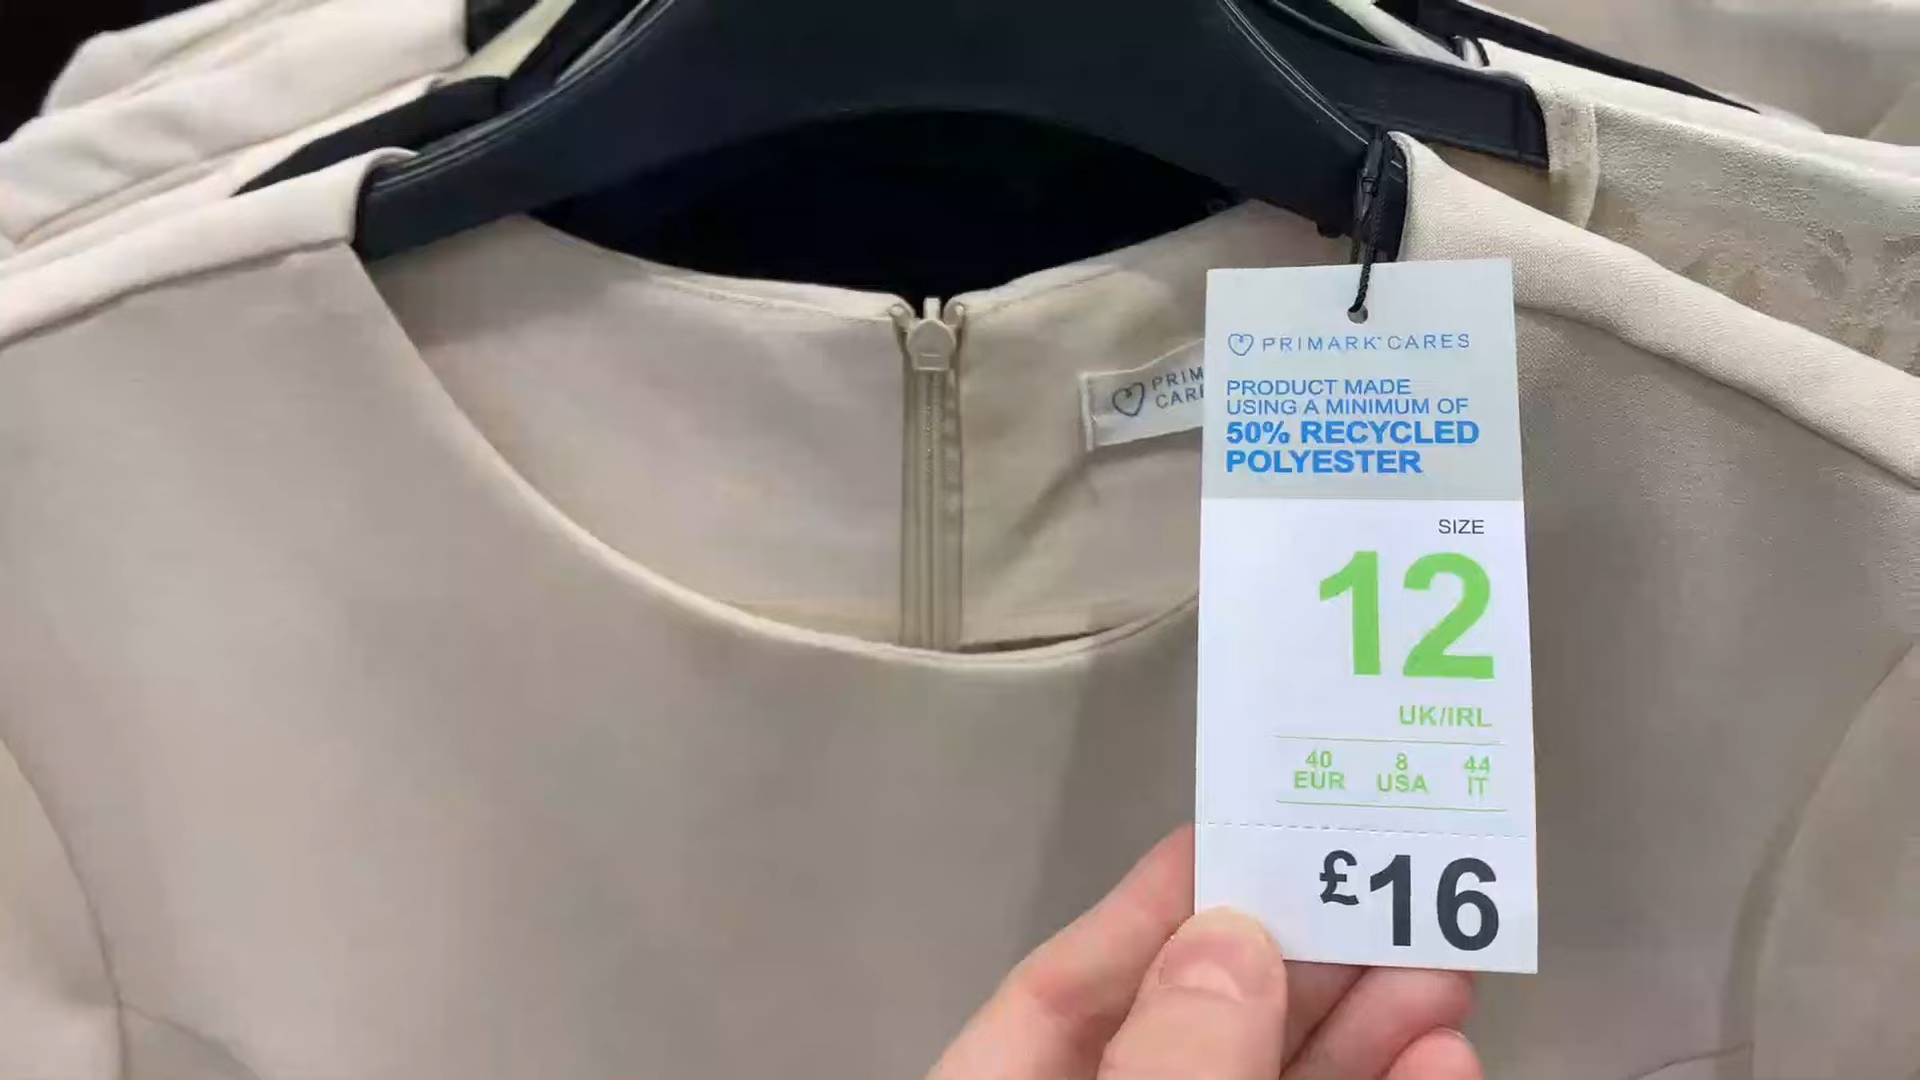 PRIMARK CARES
PRODUCT MADE
USING A MINIMUM OF
50% RECYCLED
POLYESTER
SIZE
12
UK/IRL
40 8 44
EUR USA IT
£16